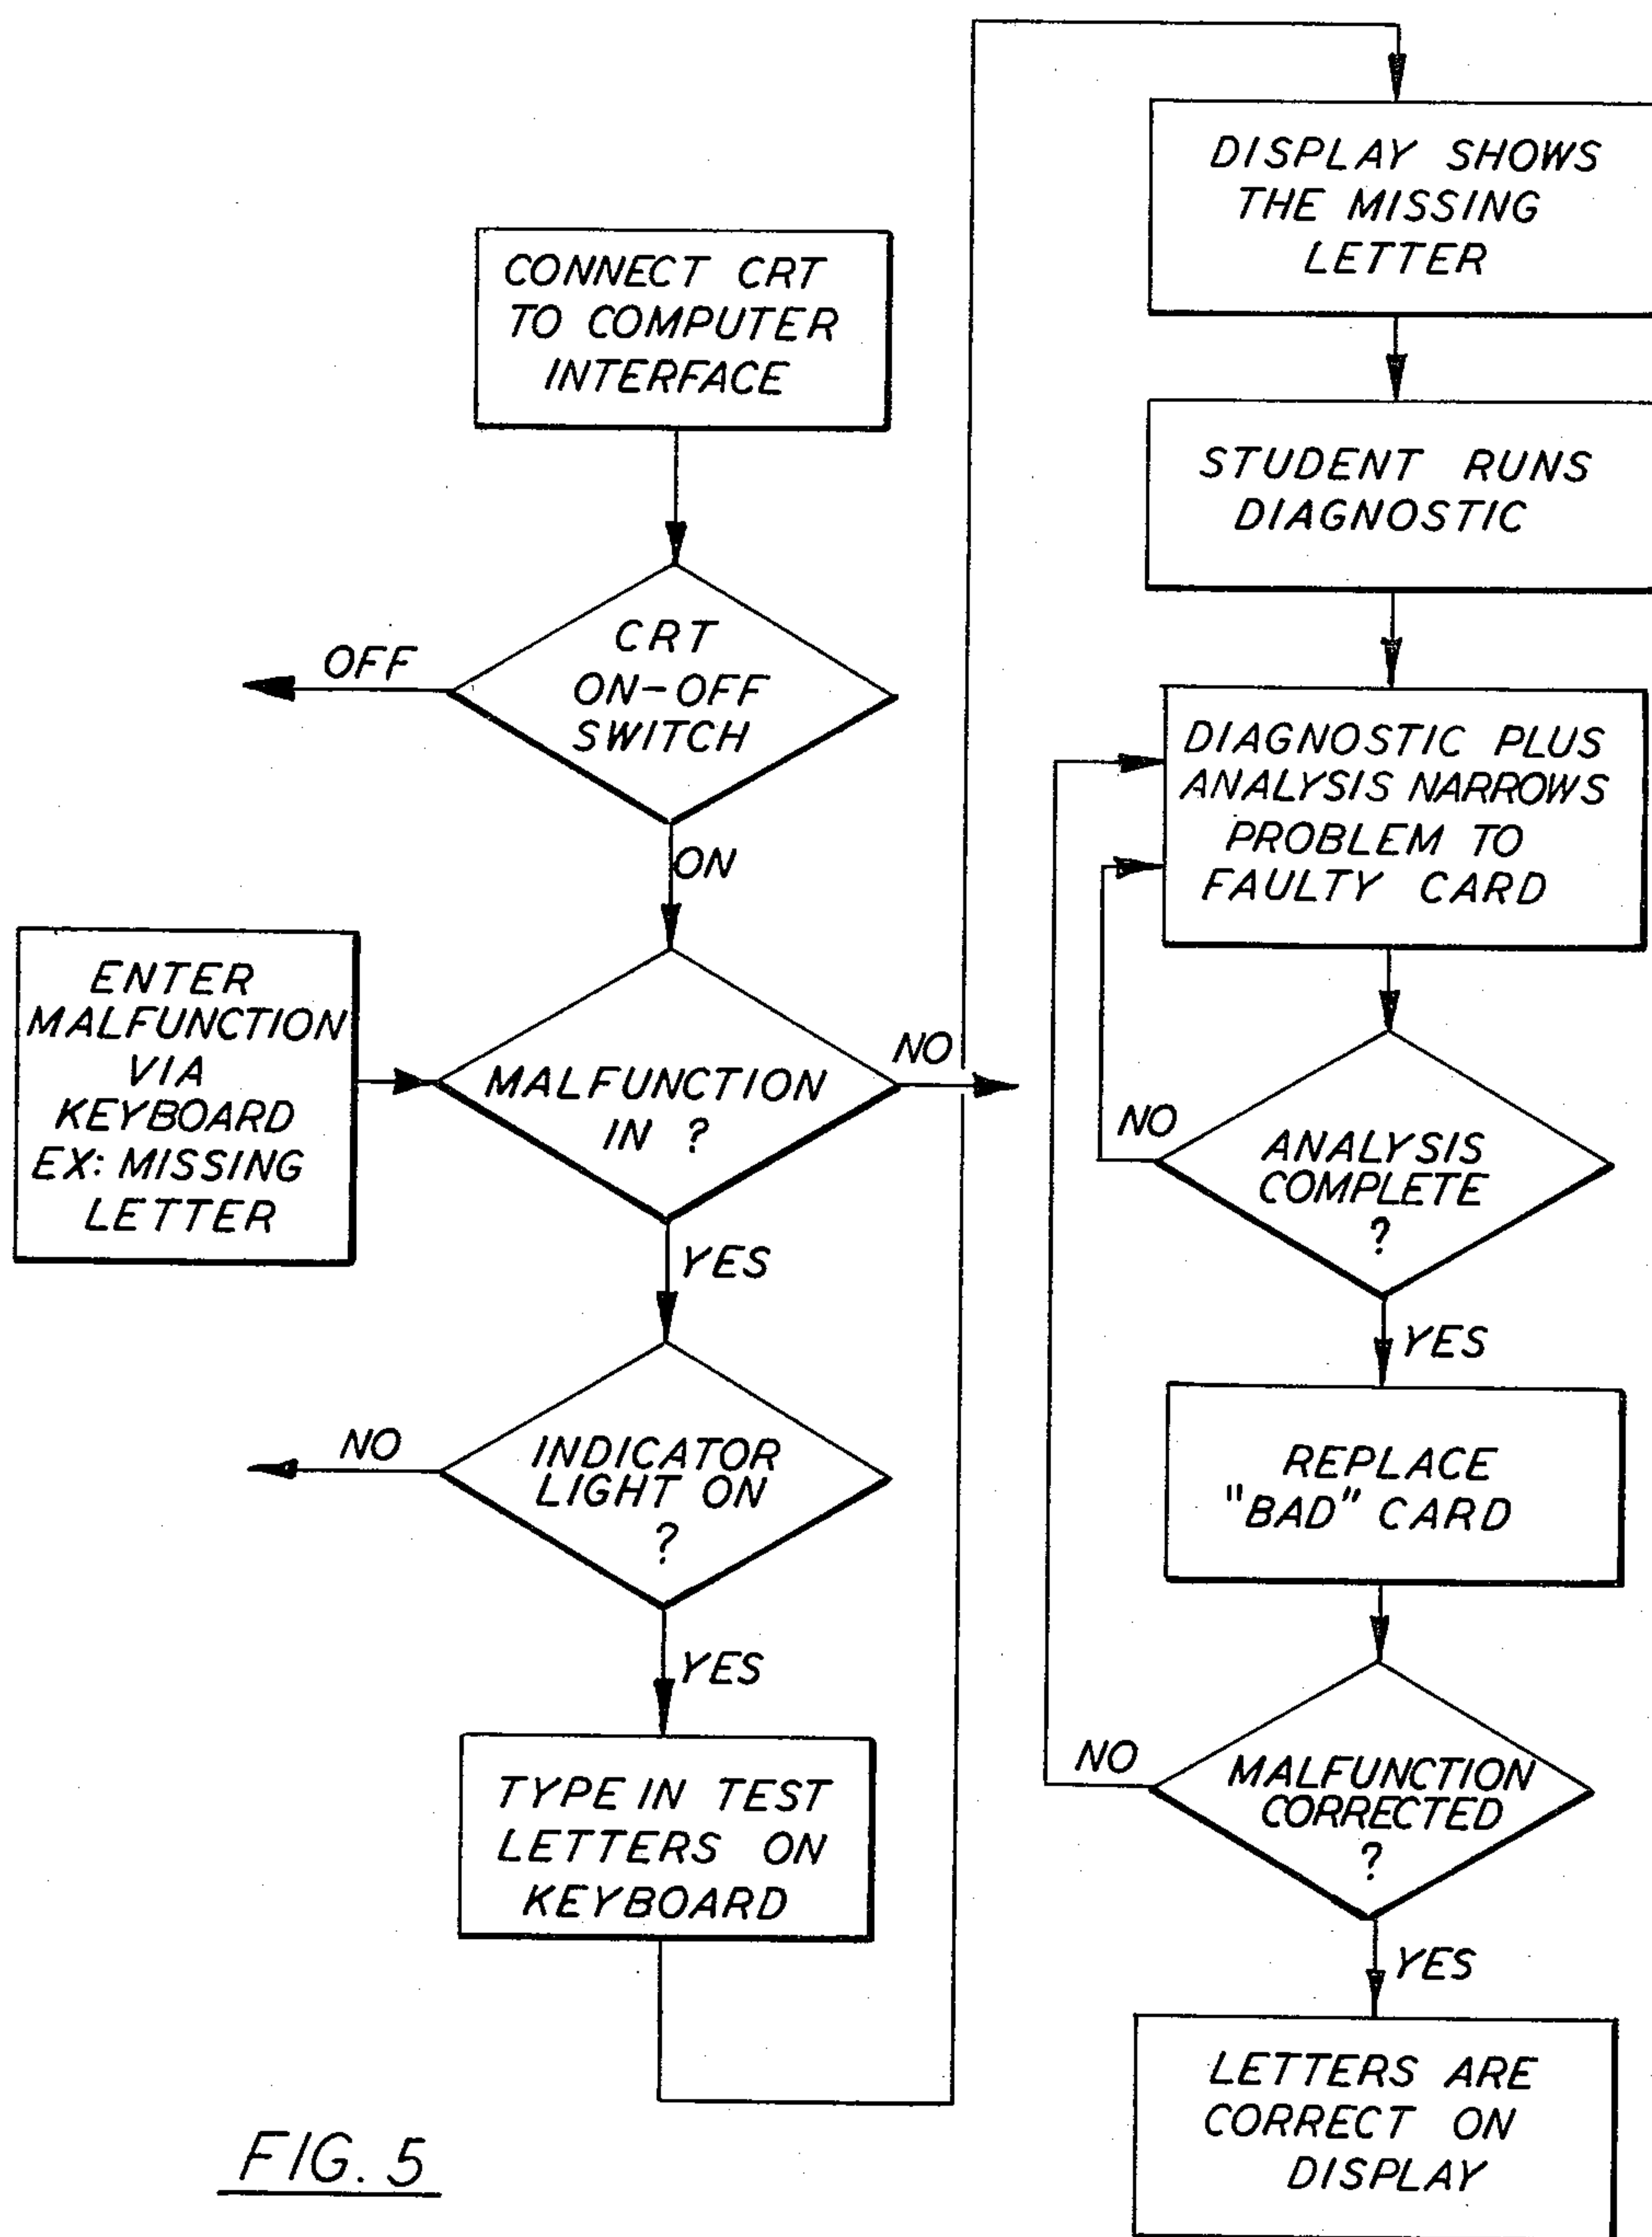 CONNECT CRT
TO COMPUTER
INTERFACE
CRT
ON-OFF
SWITCH
OFF
ON
ENTER
MALFUNCTION
VIA
KEYBOARD
EX: MISSING
LETTER
MALFUNCTION
IN ?
NO
YES
INDICATOR
LIGHT ON
?
NO
YES
TYPE IN TEST
LETTERS ON
KEYBOARD
DISPLAY SHOWS
THE MISSING
LETTER
STUDENT RUNS
DIAGNOSTIC
DIAGNOSTIC PLUS
ANALYSIS NARROWS
PROBLEM TO
FAULTY CARD
ANALYSIS
COMPLETE
?
NO
YES
REPLACE
"BAD" CARD
MALFUNCTION
CORRECTED
?
NO
YES
LETTERS ARE
CORRECT ON
DISPLAY
FIG. 5